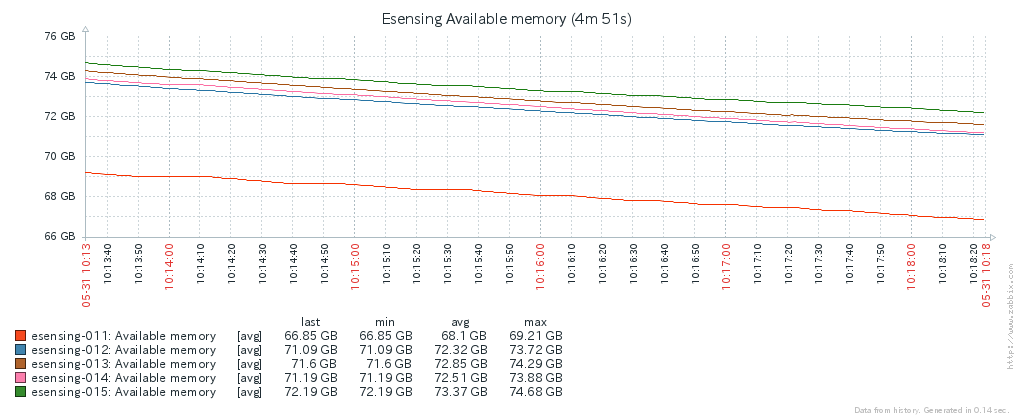 Esensing Available memory (4m 51s)
76 GB
74 GB
72 GB
70 GB
68 GB
66 GB
05-31 10:13
10:13:40
10:13:50
10:14:00
10:14:10
10:14:20
10:14:30
10:14:40
10:14:50
10:15:00
10:15:10
10:15:20
10:15:30
10:15:40
10:15:50
10:16:00
10:16:10
10:16:20
10:16:30
10:16:40
10:16:50
10:17:00
10:17:10
10:17:20
10:17:30
10:17:40
10:17:50
10:18:00
10:18:10
10:18:20
05-31 10:18
last min avg max
esensing-011: Available memory [avg] 66.85 GB 66.85 GB 68.1 GB 69.21 GB
esensing-012: Available memory [avg] 71.09 GB 71.09 GB 72.32 GB 73.72 GB
esensing-013: Available memory [avg] 71.6 GB 71.6 GB 72.85 GB 74.29 GB
esensing-014: Available memory [avg] 71.19 GB 71.19 GB 72.51 GB 73.88 GB
esensing-015: Available memory [avg] 72.19 GB 72.19 GB 73.37 GB 74.68 GB
http://www.zabbix.com
Data from history. Generated in 0.14 sec.